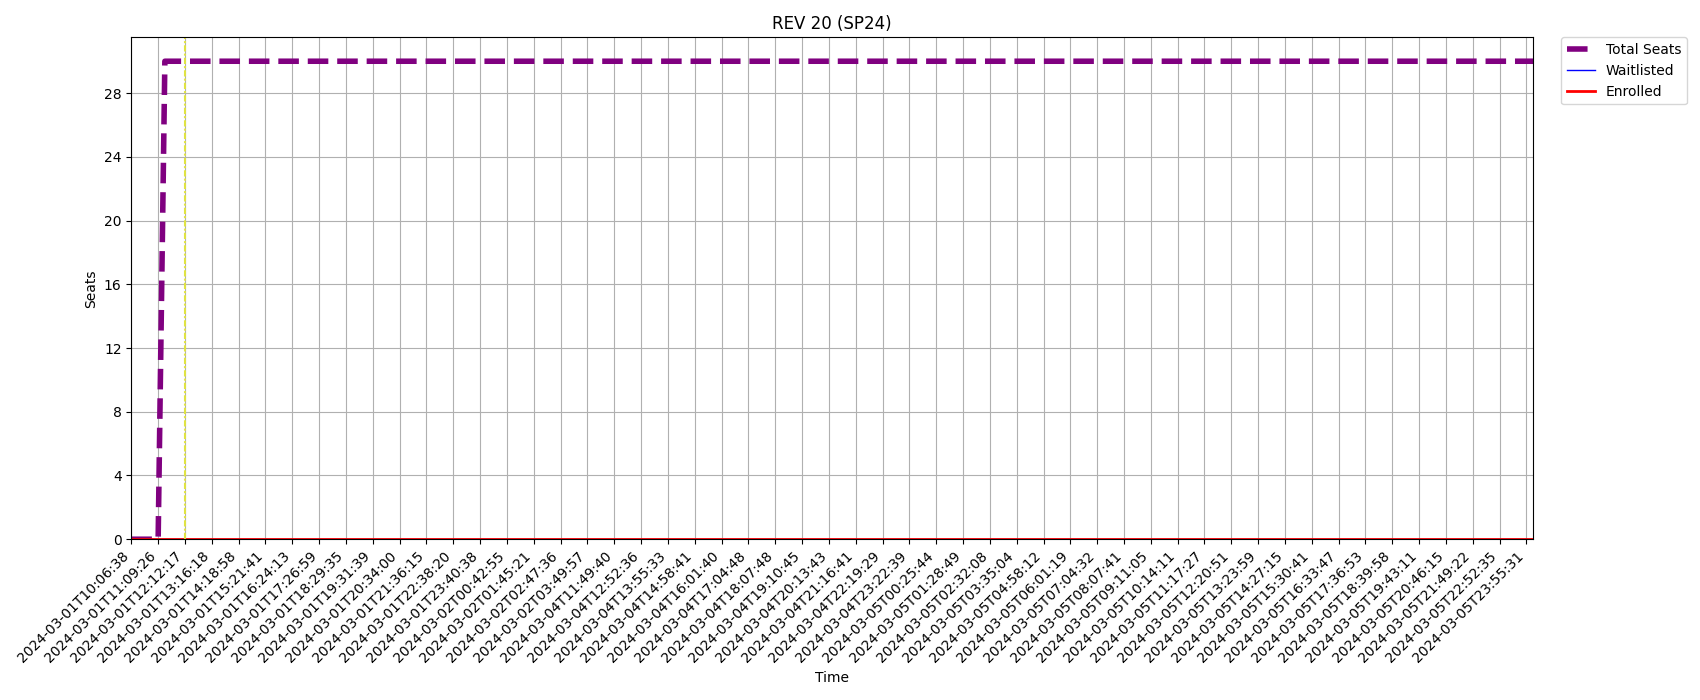 REV 20 (SP24)
Total Seats
Waitlisted
Enrolled
28
24
20
16
12
8
4
0
Seats
2024-03-01T10:06:38
2024-03-01T11:09:26
2024-03-01T12:12:17
2024-03-01T13:16:18
2024-03-01T14:18:58
2024-03-01T15:21:41
2024-03-01T16:24:13
2024-03-01T17:26:59
2024-03-01T18:29:35
2024-03-01T19:31:39
2024-03-01T20:34:00
2024-03-01T21:36:15
2024-03-01T22:38:20
2024-03-01T23:40:38
2024-03-02T00:42:55
2024-03-02T01:45:21
2024-03-02T02:47:36
2024-03-02T03:49:57
2024-03-04T11:49:40
2024-03-04T12:52:36
2024-03-04T13:55:33
2024-03-04T14:58:41
2024-03-04T16:01:40
2024-03-04T17:04:48
2024-03-04T18:07:48
2024-03-04T19:10:45
2024-03-04T20:13:43
2024-03-04T21:16:41
2024-03-04T22:19:29
2024-03-04T23:22:39
2024-03-05T00:25:44
2024-03-05T01:28:49
2024-03-05T02:32:08
2024-03-05T03:35:04
2024-03-05T04:58:12
2024-03-05T06:01:19
2024-03-05T07:04:32
2024-03-05T08:07:41
2024-03-05T09:11:05
2024-03-05T10:14:11
2024-03-05T11:17:27
2024-03-05T12:20:51
2024-03-05T13:23:59
2024-03-05T14:27:15
2024-03-05T15:30:41
2024-03-05T16:33:47
2024-03-05T17:36:53
2024-03-05T18:39:58
2024-03-05T19:43:11
2024-03-05T20:46:15
2024-03-05T21:49:22
2024-03-05T22:52:35
2024-03-05T23:55:31
Time